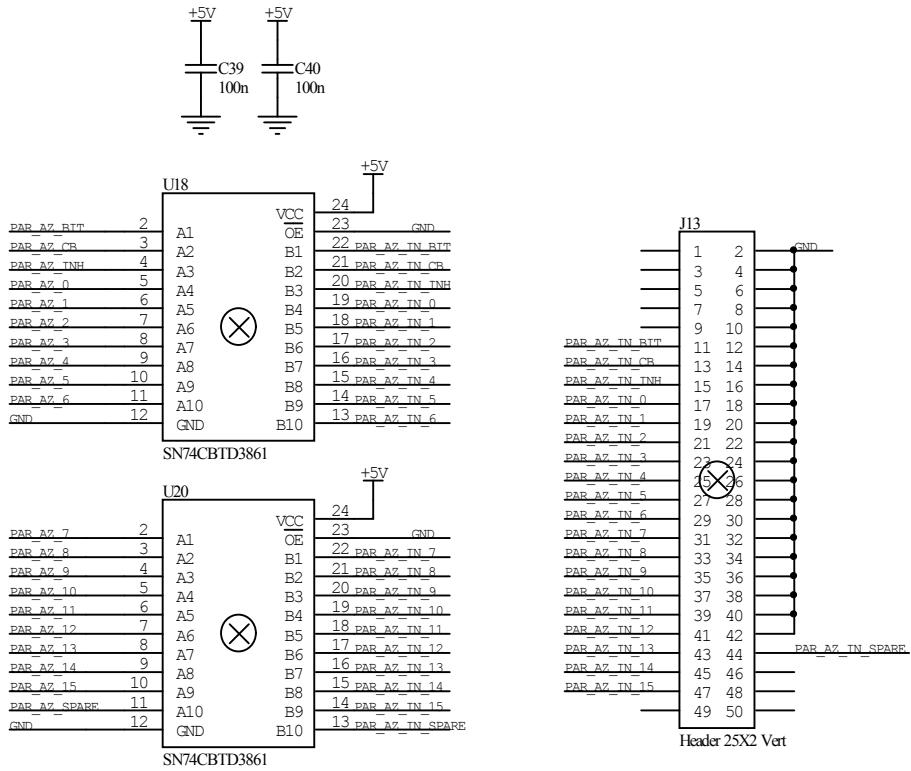 +5V +5V
C39 C40
100n 100n
+5V
U18
VCC 24
PAR_AZ_BIT 2 A1 OE 23 GND
PAR_AZ_CB 3 A2 B1 22 PAR_AZ_IN_BIT
PAR_AZ_INH 4 A3 B2 21 PAR_AZ_IN_CB
PAR_AZ_0 5 A4 B3 20 PAR_AZ_IN_INH
PAR_AZ_1 6 A5 B4 19 PAR_AZ_IN_0
PAR_AZ_2 7 A6 B5 18 PAR_AZ_IN_1
PAR_AZ_3 8 A7 B6 17 PAR_AZ_IN_2
PAR_AZ_4 9 A8 B7 16 PAR_AZ_IN_3
PAR_AZ_5 10 A9 B8 15 PAR_AZ_IN_4
PAR_AZ_6 11 A10 B9 14 PAR_AZ_IN_5
GND 12 GND B10 13 PAR_AZ_IN_6
SN74CBTD3861
+5V
U20
VCC 24
PAR_AZ_7 2 A1 OE 23 GND
PAR_AZ_8 3 A2 B1 22 PAR_AZ_IN_7
PAR_AZ_9 4 A3 B2 21 PAR_AZ_IN_8
PAR_AZ_10 5 A4 B3 20 PAR_AZ_IN_9
PAR_AZ_11 6 A5 B4 19 PAR_AZ_IN_10
PAR_AZ_12 7 A6 B5 18 PAR_AZ_IN_11
PAR_AZ_13 8 A7 B6 17 PAR_AZ_IN_12
PAR_AZ_14 9 A8 B7 16 PAR_AZ_IN_13
PAR_AZ_15 10 A9 B8 15 PAR_AZ_IN_14
PAR_AZ_SPARE 11 A10 B9 14 PAR_AZ_IN_15
GND 12 GND B10 13 PAR_AZ_IN_SPARE
SN74CBTD3861
J13
1 2 GND
3 4
5 6
7 8
9 10
PAR_AZ_IN_BIT 11 12
PAR_AZ_IN_CB 13 14
PAR_AZ_IN_INH 15 16
PAR_AZ_IN_0 17 18
PAR_AZ_IN_1 19 20
PAR_AZ_IN_2 21 22
PAR_AZ_IN_3 23 24
PAR_AZ_IN_4 25 26
PAR_AZ_IN_5 27 28
PAR_AZ_IN_6 29 30
PAR_AZ_IN_7 31 32
PAR_AZ_IN_8 33 34
PAR_AZ_IN_9 35 36
PAR_AZ_IN_10 37 38
PAR_AZ_IN_11 39 40
PAR_AZ_IN_12 41 42
PAR_AZ_IN_13 43 44 PAR_AZ_IN_SPARE
PAR_AZ_IN_14 45 46
PAR_AZ_IN_15 47 48
49 50
Header 25X2 Vert